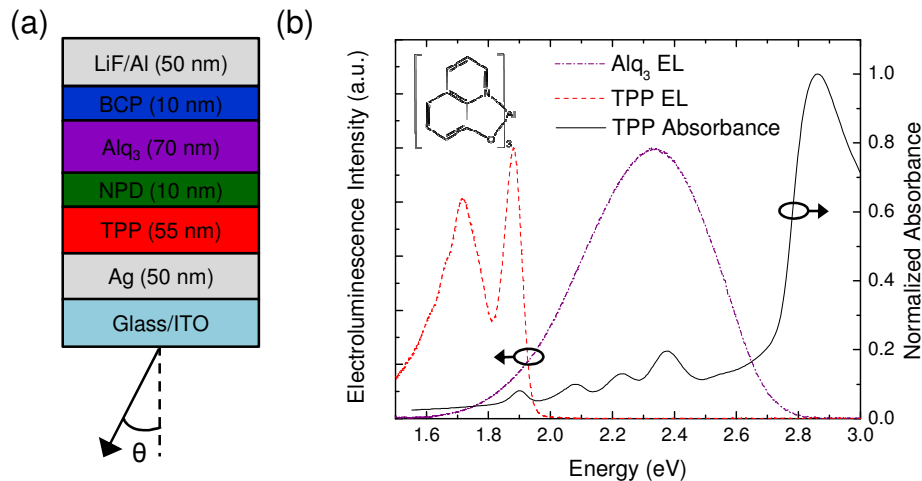 (a)
LiF/Al (50 nm)
BCP (10 nm)
Alq₃ (70 nm)
NPD (10 nm)
TPP (55 nm)
Ag (50 nm)
Glass/ITO
θ
(b)
Electroluminescence Intensity (a.u.)
N
Al
O
3
Alq₃ EL
TPP EL
TPP Absorbance
1.0
0.8
0.6
0.4
0.2
0.0
Normalized Absorbance
1.6 1.8 2.0 2.2 2.4 2.6 2.8 3.0
Energy (eV)